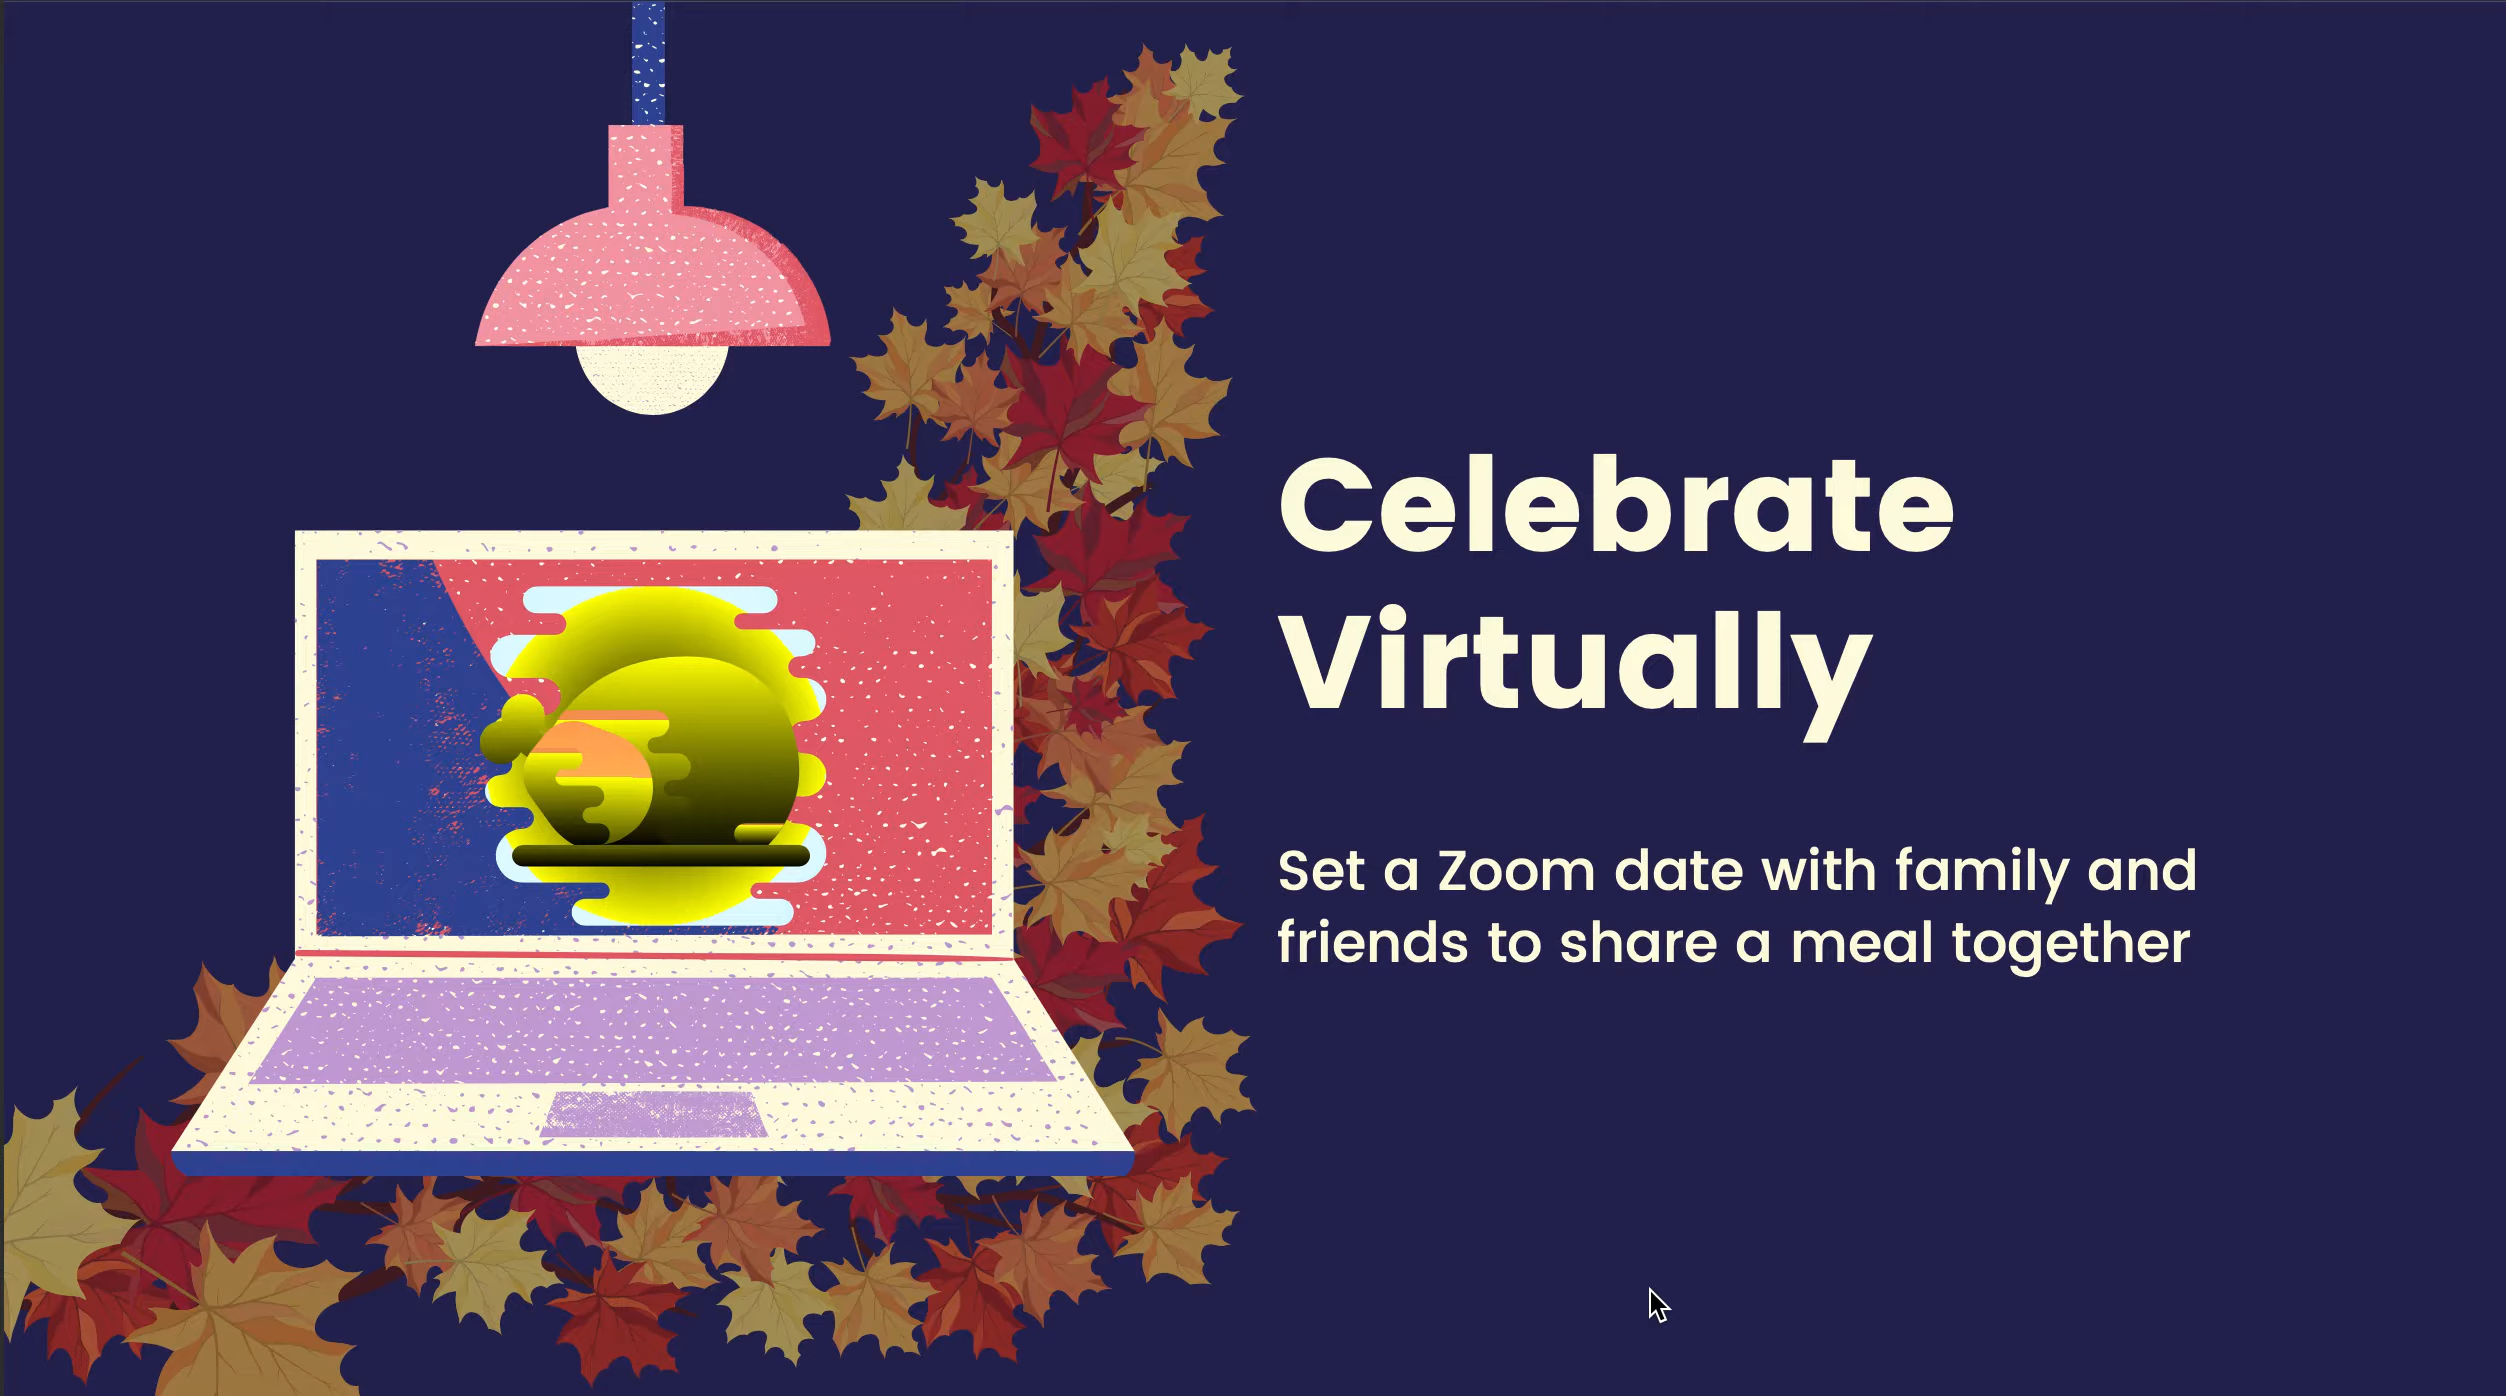 Celebrate
Virtually
Set a Zoom date with family and
friends to share a meal together